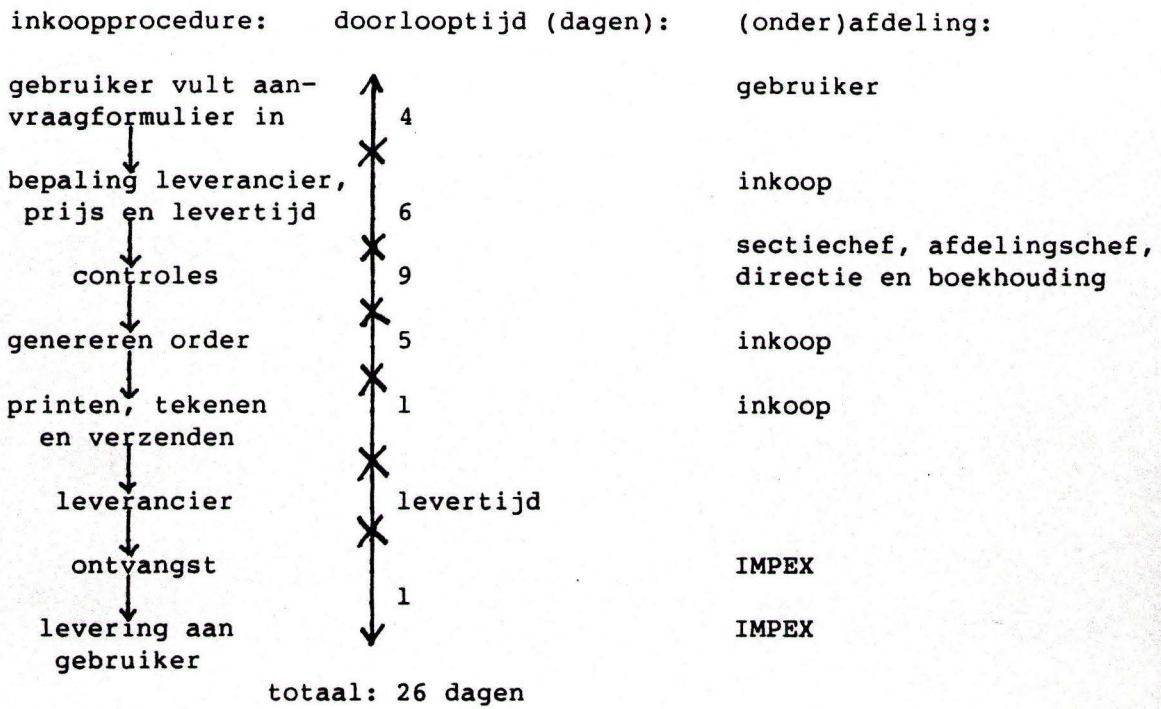 inkoopprocedure: doorlooptijd (dagen): (onder)afdeling:
gebruiker vult aan- gebruiker
vraagformulier in 4
bepaling leverancier, inkoop
prijs en levertijd 6
sectiechef, afdelingschef,
controles 9 directie en boekhouding
genereren order 5 inkoop
printen, tekenen 1 inkoop
en verzenden
leverancier levertijd
ontvangst IMPEX
1
levering aan IMPEX
gebruiker
totaal: 26 dagen